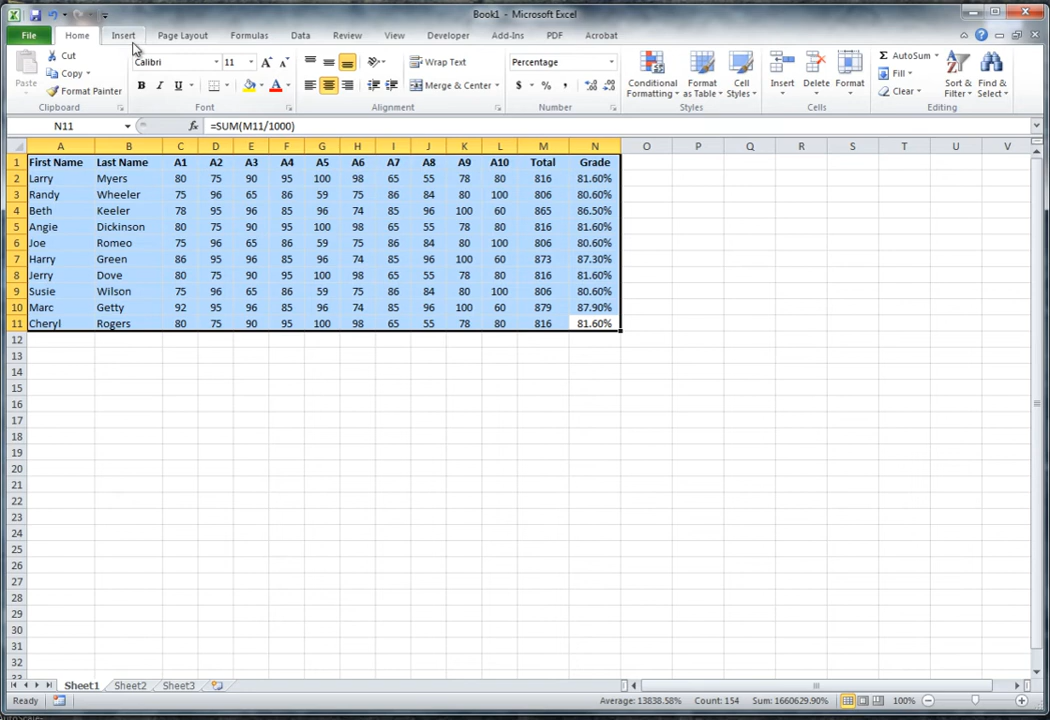 Book1 - Microsoft Excel
File Home Insert Page Layout Formulas Data Review View Developer Add-Ins PDF Acrobat
Paste Cut Copy Format Painter
Calibri 11
B I U
Wrap Text
Merge & Center
Percentage
$ % ,
Conditional Formatting Format as Table Cell Styles
Insert Delete Format
Σ AutoSum Fill Clear
Sort & Filter Find & Select
Clipboard Font Alignment Number Styles Cells Editing
N11 fx =SUM(M11/1000)
A B C D E F G H I J K L M N O P Q R S T U V
1 First Name Last Name A1 A2 A3 A4 A5 A6 A7 A8 A9 A10 Total Grade
2 Larry Myers 80 75 90 95 100 98 65 55 78 80 816 81.60%
3 Randy Wheeler 75 96 65 86 59 75 86 84 80 100 806 80.60%
4 Beth Keeler 78 95 96 85 96 74 85 96 100 60 865 86.50%
5 Angie Dickinson 80 75 90 95 100 98 65 55 78 80 816 81.60%
6 Joe Romeo 75 96 65 86 59 75 86 84 80 100 806 80.60%
7 Harry Green 86 95 96 85 96 74 85 96 100 60 873 87.30%
8 Jerry Dove 80 75 90 95 100 98 65 55 78 80 816 81.60%
9 Susie Wilson 75 96 65 86 59 75 86 84 80 100 806 80.60%
10 Marc Getty 92 95 96 85 96 74 85 96 100 60 879 87.90%
11 Cheryl Rogers 80 75 90 95 100 98 65 55 78 80 816 81.60%
12
13
14
15
16
17
18
19
20
21
22
23
24
25
26
27
28
29
30
31
32
Sheet1 Sheet2 Sheet3
Ready Average: 13838.58% Count: 154 Sum: 1660629.90% 100%